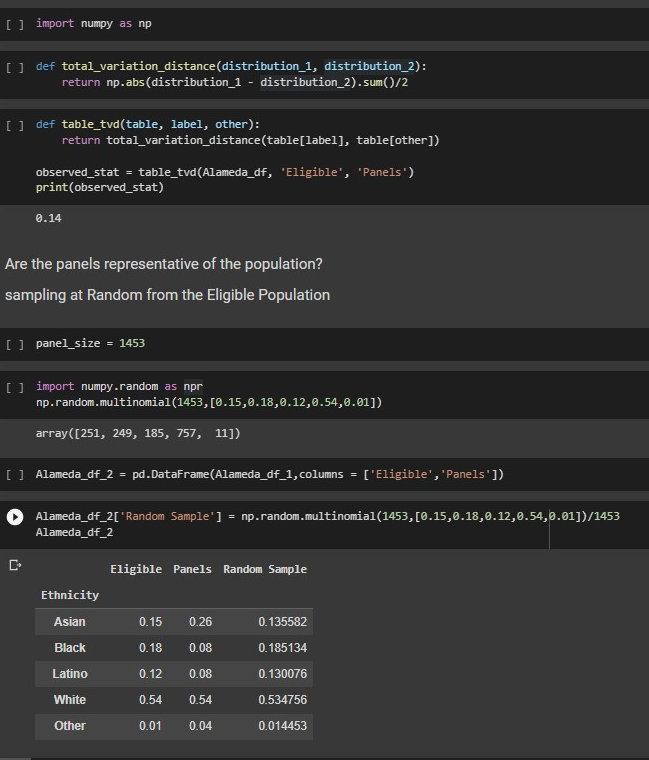 [ ] import numpy as np
[ ] def total_variation_distance(distribution_1, distribution_2):
return np.abs(distribution_1 - distribution_2).sum()/2
[ ] def table_tvd(table, label, other):
return total_variation_distance(table[label], table[other])
observed_stat = table_tvd(Alameda_df, 'Eligible', 'Panels')
print(observed_stat)
0.14
Are the panels representative of the population?
sampling at Random from the Eligible Population
[ ] panel_size = 1453
[ ] import numpy.random as npr
np.random.multinomial(1453,[0.15,0.18,0.12,0.54,0.01])
array([251, 249, 185, 757, 11])
[ ] Alameda_df_2 = pd.DataFrame(Alameda_df_1,columns = ['Eligible','Panels'])
Alameda_df_2['Random Sample'] = np.random.multinomial(1453,[0.15,0.18,0.12,0.54,0.01])/1453
Alameda_df_2
Eligible Panels Random Sample
Ethnicity
Asian 0.15 0.26 0.135582
Black 0.18 0.08 0.185134
Latino 0.12 0.08 0.130076
White 0.54 0.54 0.534756
Other 0.01 0.04 0.014453